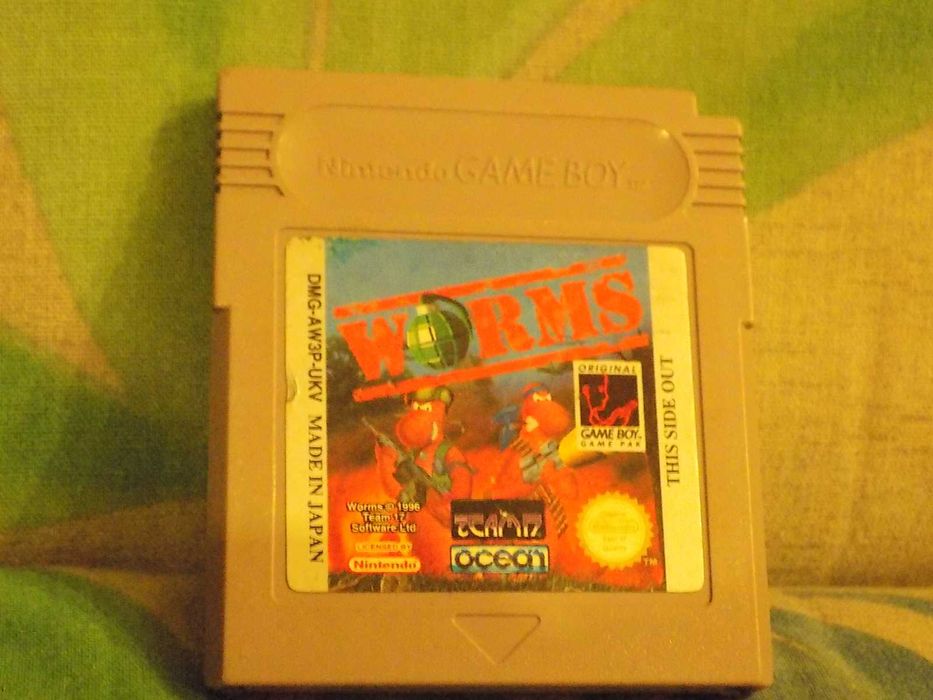 Nintendo GAME BOY TM
DMG-AW3P-UKV MADE IN JAPAN
WORMS
ORIGINAL
GAME BOY
GAME PAK
THIS SIDE OUT
Worms © 1996
Team 17
Software Ltd
LICENSED BY
Nintendo
TEAM17
ocean
TM